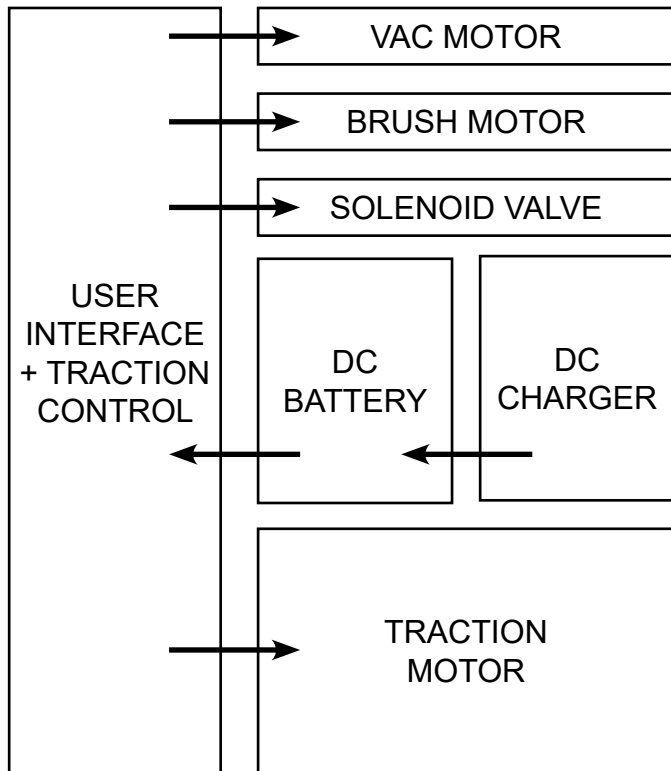 VAC MOTOR
BRUSH MOTOR
SOLENOID VALVE
USER
INTERFACE
+ TRACTION
CONTROL
DC
BATTERY
DC
CHARGER
TRACTION
MOTOR